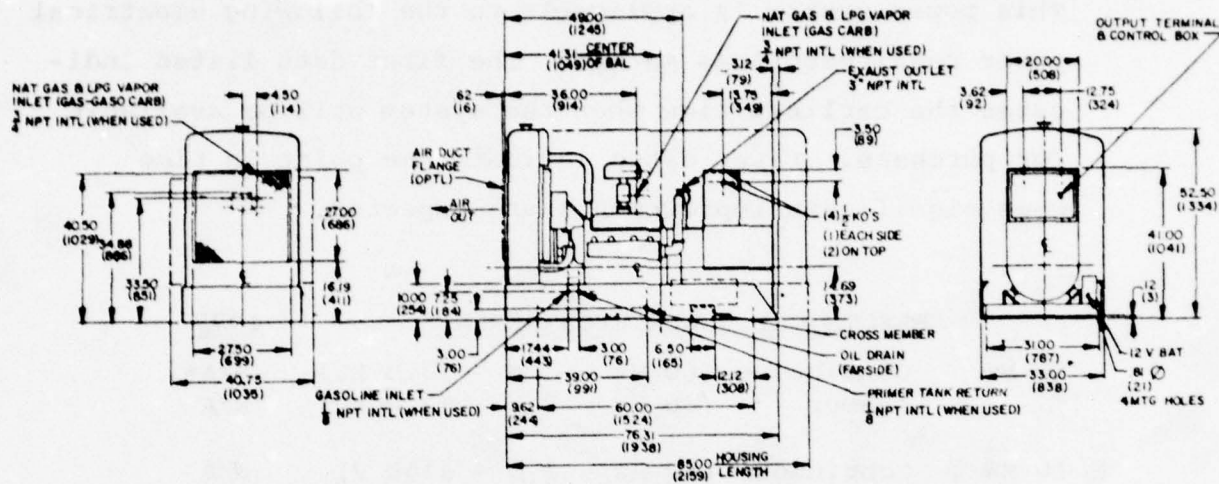 49.00
(1245)
NAT GAS & LPG VAPOR
INLET (GAS CARB)
3/4 NPT INTL (WHEN USED)
OUTPUT TERMINAL
& CONTROL BOX
41.31
(1049)
CENTER
OF BAL
3.12
(79)
EXAUST OUTLET
3" NPT INTL
20.00
(508)
NAT GAS & LPG VAPOR
INLET (GAS-GASO CARB)
3/4 NPT INTL (WHEN USED)
4.50
(114)
.62
(16)
36.00
(914)
13.75
(349)
3.62
(92)
12.75
(324)
AIR DUCT
FLANGE
(OPTL)
3.50
(89)
AIR
OUT
40.50
(1029)
34.88
(886)
33.50
(851)
27.00
(686)
16.19
(411)
(4) 1/2 KO'S
(1) EACH SIDE
(2) ON TOP
52.50
(1334)
41.00
(1041)
10.00
(254)
7.25
(184)
14.69
(373)
.12
(3)
3.00
(76)
27.50
(699)
40.75
(1035)
17.44
(443)
3.00
(76)
6.50
(165)
CROSS MEMBER
OIL DRAIN
(FARSIDE)
31.00
(787)
33.00
(838)
12 V BAT
.81 Ø
(21)
4 MTG HOLES
39.00
(991)
12.12
(308)
GASOLINE INLET
1/8 NPT INTL (WHEN USED)
PRIMER TANK RETURN
1/8 NPT INTL (WHEN USED)
9.62
(244)
60.00
(1524)
76.31
(1938)
85.00
(2159)
HOUSING
LENGTH